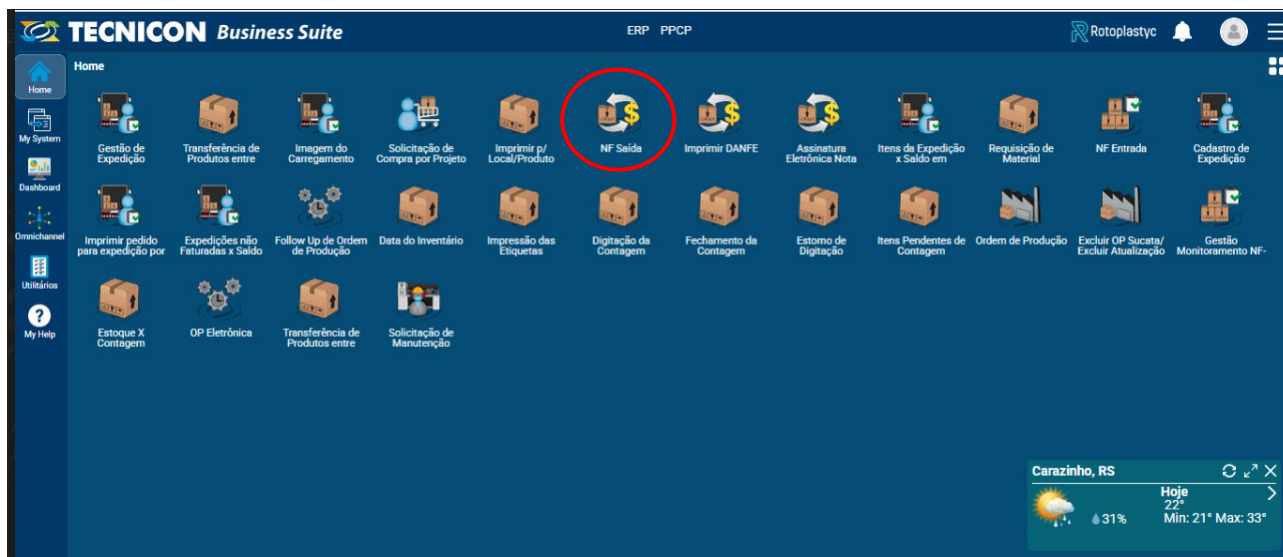 TECNICON Business Suite
ERP PPCP
Rotoplastyc
Home
Home
My System
Dashboard
Omnichannel
Utilitários
My Help
Gestão de
Expedição
Transferência de
Produtos entre
Imagem do
Carregamento
Solicitação de
Compra por Projeto
Imprimir p/
Local/Produto
NF Saída
Imprimir DANFE
Assinatura
Eletrônica Nota
Itens da Expedição
x Saldo em
Requisição de
Material
NF Entrada
Cadastro de
Expedição
Imprimir pedido
para expedição por
Expedições não
Faturadas x Saldo
Follow Up de Ordem
de Produção
Data do Inventário
Impressão das
Etiquetas
Digitação da
Contagem
Fechamento da
Contagem
Estorno de
Digitação
Itens Pendentes de
Contagem
Ordem de Produção
Excluir OP Sucata/
Excluir Atualização
Gestão
Monitoramento NF-
Estoque X
Contagem
OP Eletrônica
Transferência de
Produtos entre
Solicitação de
Manutenção
Carazinho, RS
Hoje
22°
31%
Min: 21° Max: 33°